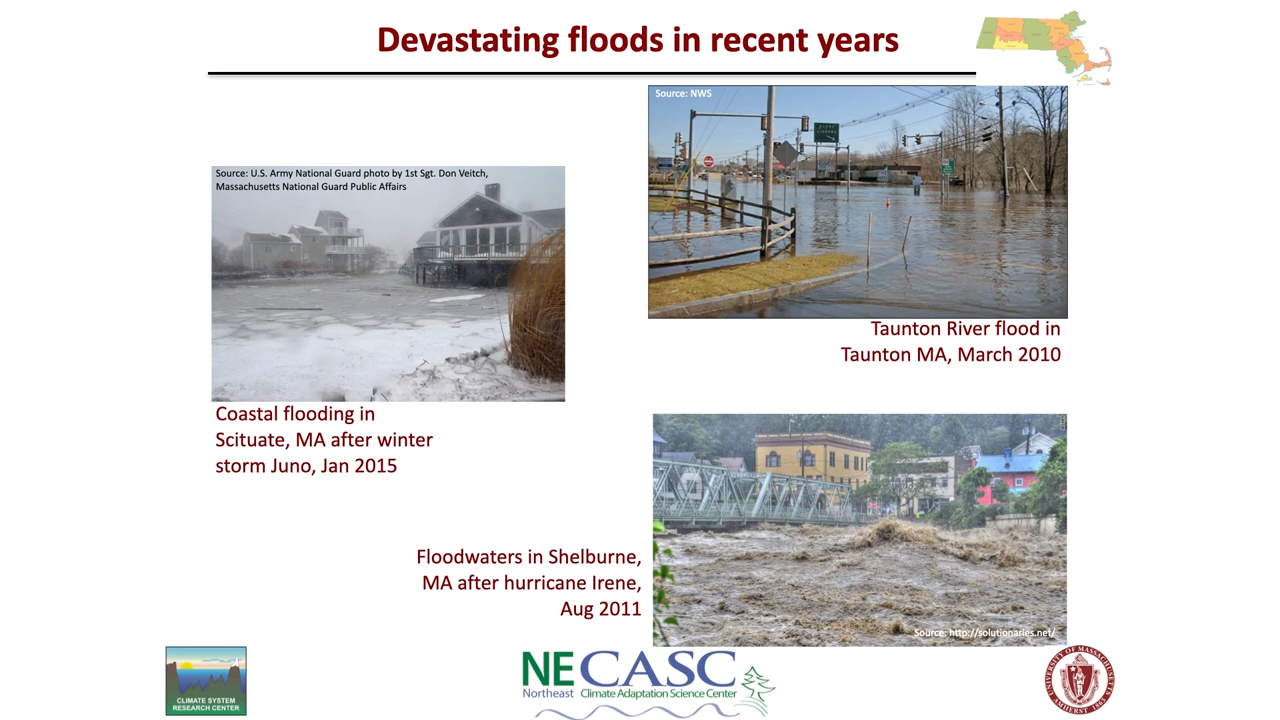 Devastating floods in recent years
Source: NWS
Source: U.S. Army National Guard photo by 1st Sgt. Don Veitch,
Massachusetts National Guard Public Affairs
Taunton River flood in
Taunton MA, March 2010
Coastal flooding in
Scituate, MA after winter
storm Juno, Jan 2015
Floodwaters in Shelburne,
MA after hurricane Irene,
Aug 2011
Source: http://solutionaries.net/
CLIMATE SYSTEM
RESEARCH CENTER
NECASC
Northeast Climate Adaptation Science Center
UNIVERSITY OF MASSACHUSETTS
AMHERST 1863